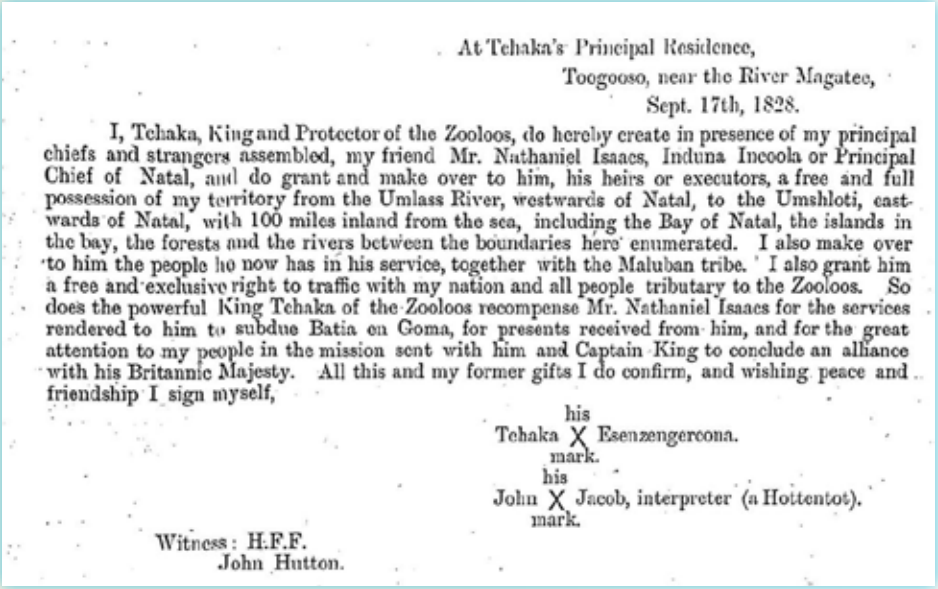 At Tchaka's Principal Residence,
Toogooso, near the River Magatee,
Sept. 17th, 1828.
I, Tchaka, King and Protector of the Zooloos, do hereby create in presence of my principal
chiefs and strangers assembled, my friend Mr. Nathaniel Isaacs, Induna Incoola or Principal
Chief of Natal, and do grant and make over to him, his heirs or executors, a free and full
possession of my territory from the Umlass River, westwards of Natal, to the Umshloti, east-
wards of Natal, with 100 miles inland from the sea, including the Bay of Natal, the islands in
the bay, the forests and the rivers between the boundaries here enumerated. I also make over
to him the people he now has in his service, together with the Maluban tribe. I also grant him
a free and exclusive right to traffic with my nation and all people tributary to the Zooloos. So
does the powerful King Tchaka of the Zooloos recompense Mr. Nathaniel Isaacs for the services
rendered to him to subdue Batia en Goma, for presents received from him, and for the great
attention to my people in the mission sent with him and Captain King to conclude an alliance
with his Britannic Majesty. All this and my former gifts I do confirm, and wishing peace and
friendship I sign myself,
his
Tchaka X Esenzengercona.
mark.
his
John X Jacob, interpreter (a Hottentot).
mark.
Witness: H.F.F.
John Hutton.